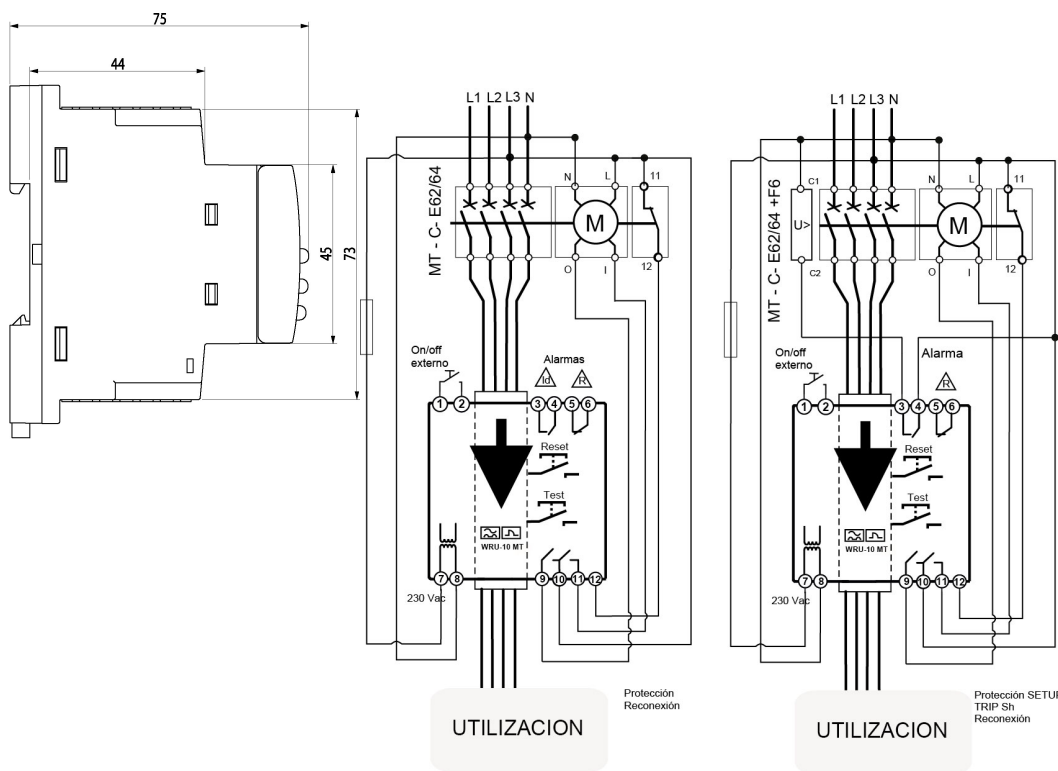 75
44
45
73
L1 L2 L3 N
N
L
11
M
O
I
12
MT - C- E62/64
On/off
externo
Alarmas
Id
R
1
2
3
4
5
6
Reset
Test
WRU-10 MT
7
8
9
10
11
12
230 Vac
UTILIZACION
Protección
Reconexión
L1 L2 L3 N
C1
N
L
11
U>
M
C2
O
I
12
MT - C- E62/64 +F6
On/off
externo
Alarma
R
1
2
3
4
5
6
Reset
Test
WRU-10 MT
7
8
9
10
11
12
230 Vac
UTILIZACION
Protección SETUP
TRIP Sh
Reconexión